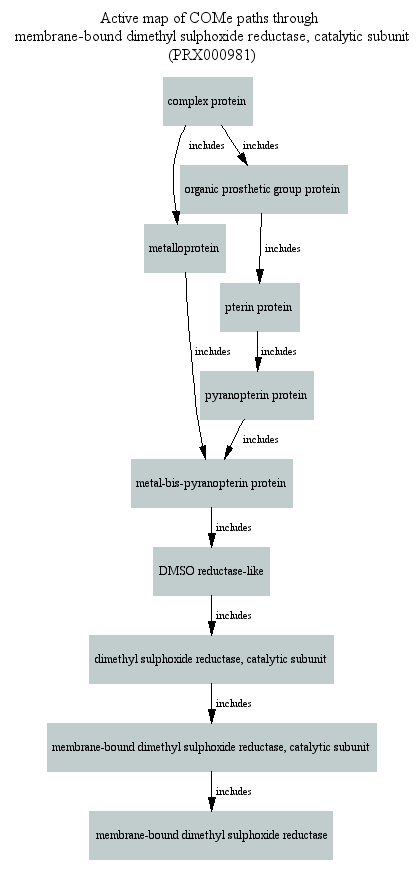 Active map of COMe paths through
membrane-bound dimethyl sulphoxide reductase, catalytic subunit
(PRX000981)
complex protein
includes
includes
organic prosthetic group protein
metalloprotein
includes
pterin protein
includes
includes
pyranopterin protein
includes
metal-bis-pyranopterin protein
includes
DMSO reductase-like
includes
dimethyl sulphoxide reductase, catalytic subunit
includes
membrane-bound dimethyl sulphoxide reductase, catalytic subunit
includes
membrane-bound dimethyl sulphoxide reductase